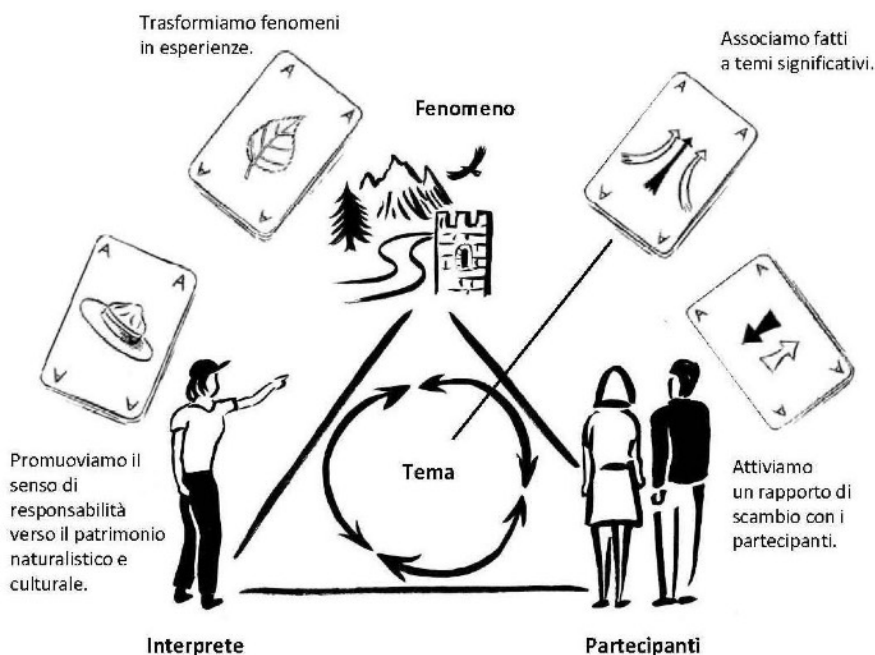 Trasformiamo fenomeni
in esperienze.
Associamo fatti
a temi significativi.
Fenomeno
A
A
A
A
A
A
A
A
A
A
A
A
Tema
Promuoviamo il
senso di
responsabilità
verso il patrimonio
naturalistico e
culturale.
Attiviamo
un rapporto di
scambio con i
partecipanti.
Interprete
Partecipanti